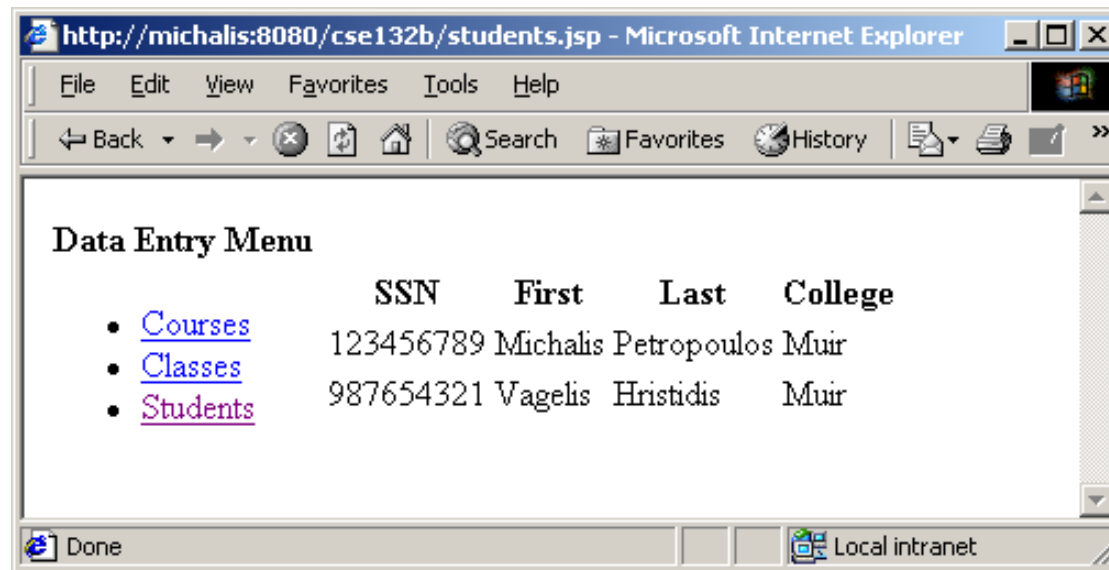 http://michalis:8080/cse132b/students.jsp - Microsoft Internet Explorer
File Edit View Favorites Tools Help
Back Search Favorites History »
Data Entry Menu
Courses
Classes
Students
SSN First Last College
123456789 Michalis Petropoulos Muir
987654321 Vagelis Hristidis Muir
Done Local intranet